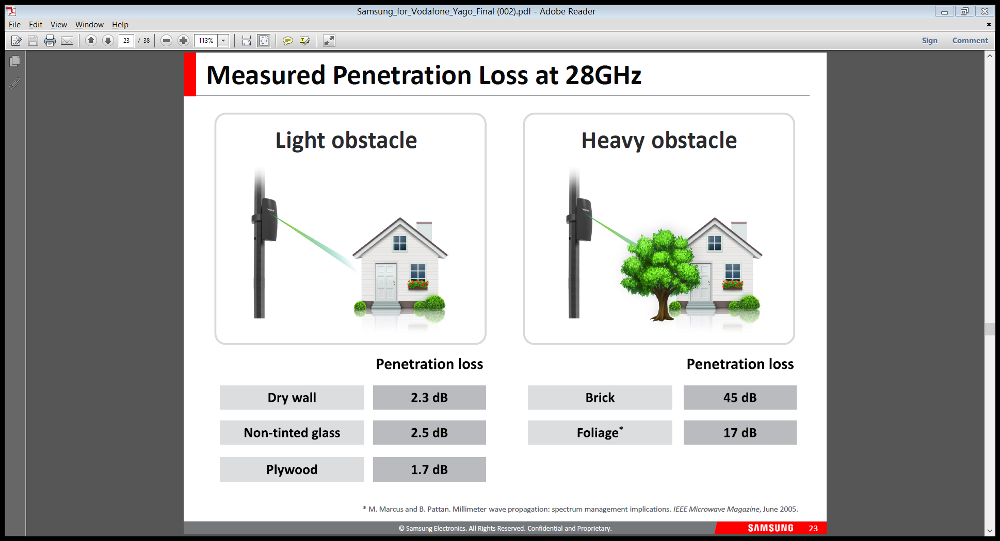 Samsung_for_Vodafone_Yago_Final (002).pdf - Adobe Reader
File Edit View Window Help
23 / 38 113% Sign Comment
Measured Penetration Loss at 28GHz
Light obstacle
Heavy obstacle
Penetration loss
Dry wall 2.3 dB
Non-tinted glass 2.5 dB
Plywood 1.7 dB
Penetration loss
Brick 45 dB
Foliage* 17 dB
* M. Marcus and B. Pattan. Millimeter wave propagation: spectrum management implications. IEEE Microwave Magazine, June 2005.
© Samsung Electronics. All Rights Reserved. Confidential and Proprietary.
SAMSUNG 23